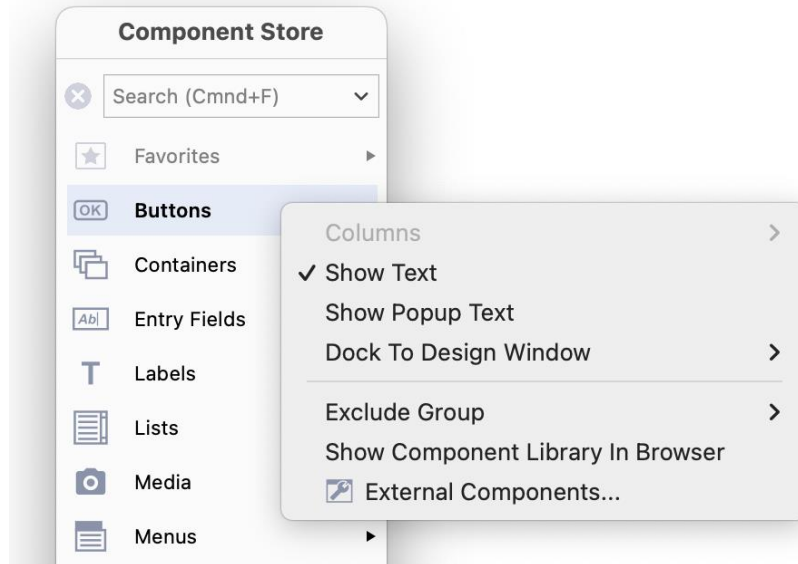 Component Store
Search (Cmnd+F)
Favorites
OK Buttons
Containers
Ab Entry Fields
T Labels
Lists
Media
Menus
Columns
Show Text
Show Popup Text
Dock To Design Window
Exclude Group
Show Component Library In Browser
External Components...